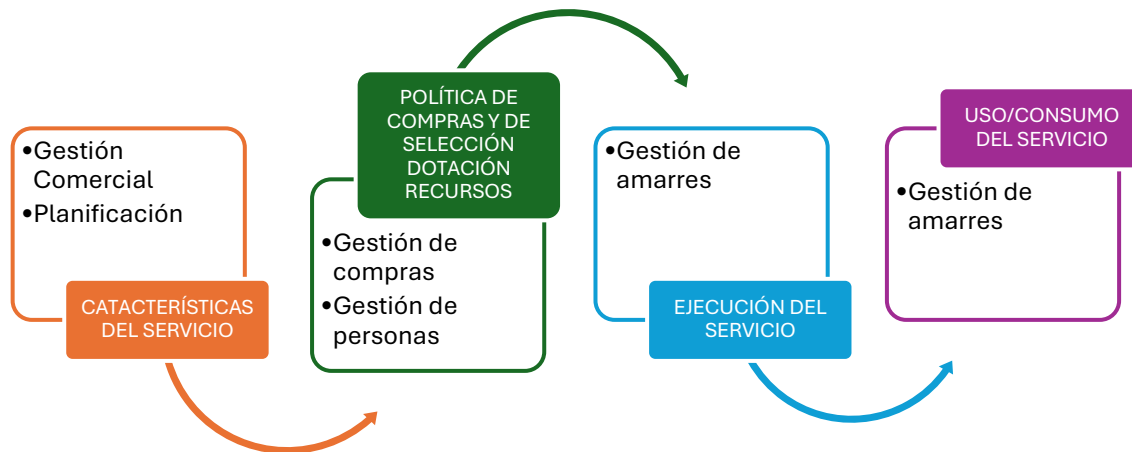 •Gestión
Comercial
•Planificación
CATACTERÍSTICAS
DEL SERVICIO
POLÍTICA DE
COMPRAS Y DE
SELECCIÓN
DOTACIÓN
RECURSOS
•Gestión de
compras
•Gestión de
personas
•Gestión de
amarres
EJECUCIÓN DEL
SERVICIO
USO/CONSUMO
DEL SERVICIO
•Gestión de
amarres